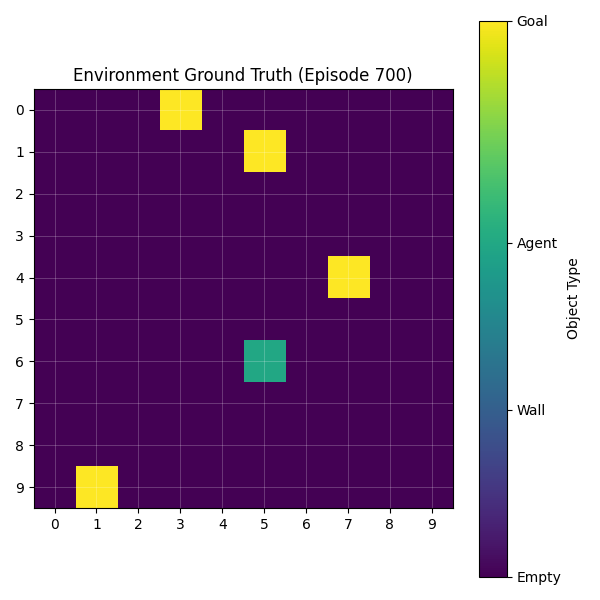 Environment Ground Truth (Episode 700)
0
1
2
3
4
5
6
7
8
9
0 1 2 3 4 5 6 7 8 9
Goal
Agent
Wall
Empty
Object Type